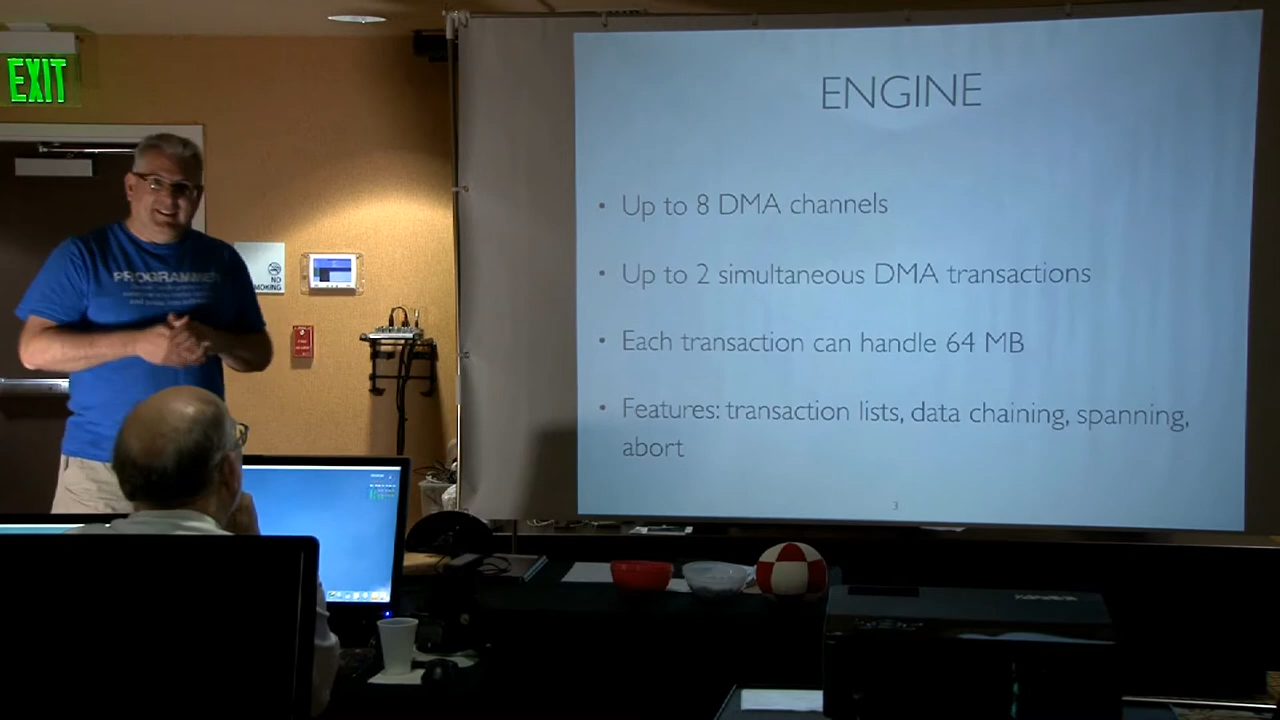 EXIT
ENGINE
• Up to 8 DMA channels
• Up to 2 simultaneous DMA transactions
• Each transaction can handle 64 MB
• Features: transaction lists, data chaining, spanning,
abort
3
PROGRAMMER
NO
SMOKING